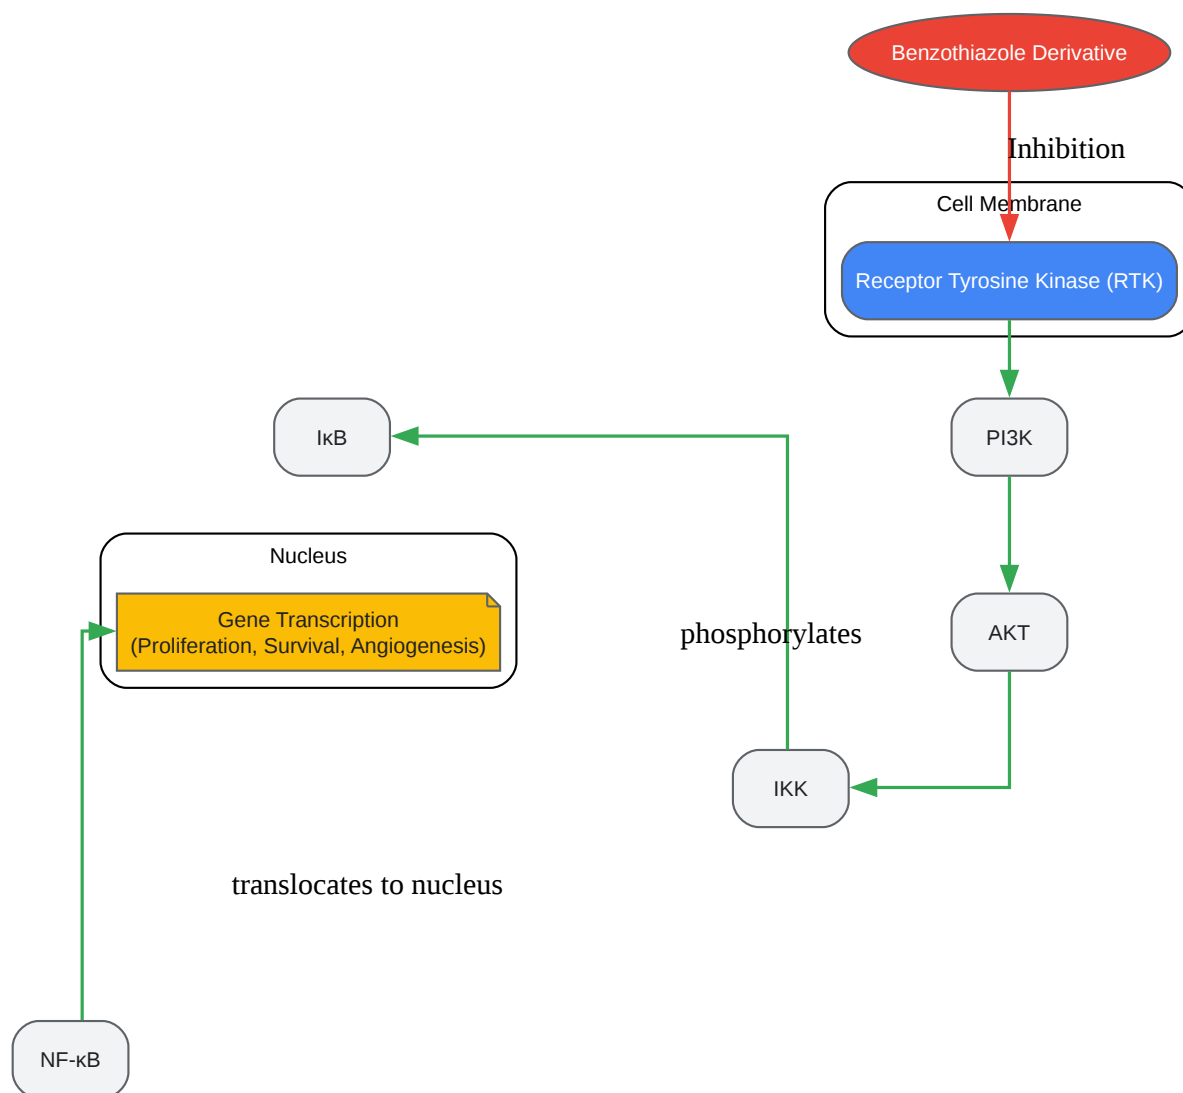 Benzothiazole Derivative
Inhibition
Cell Membrane
Receptor Tyrosine Kinase (RTK)
IκB
PI3K
Nucleus
Gene Transcription
(Proliferation, Survival, Angiogenesis)
phosphorylates
AKT
IKK
translocates to nucleus
NF-κB